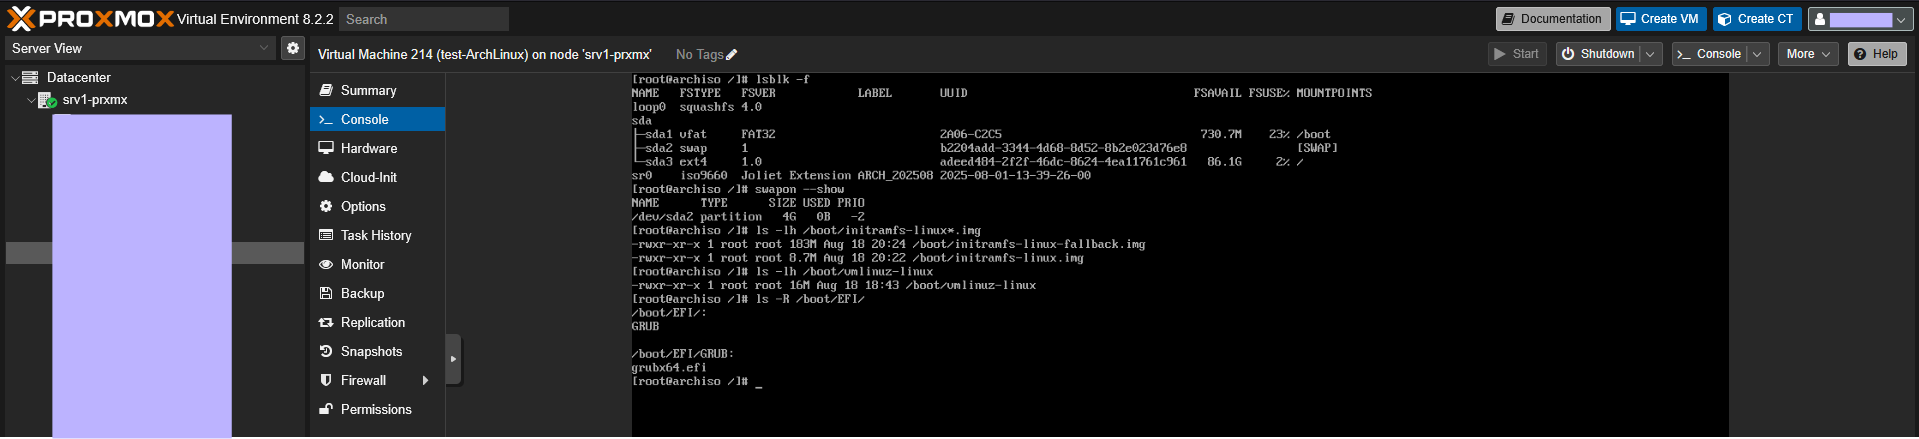 PROXMOX Virtual Environment 8.2.2 Search Documentation Create VM Create CT
Server View
Virtual Machine 214 (test-ArchLinux) on node 'srv1-prxmx' No Tags Start Shutdown Console More Help
Datacenter
srv1-prxmx
Summary
Console
Hardware
Cloud-Init
Options
Task History
Monitor
Backup
Replication
Snapshots
Firewall
Permissions
[root@archiso /]# lsblk -f
NAME FSTYPE FSVER LABEL UUID FSAVAIL FSUSE% MOUNTPOINTS
loop0 squashfs 4.0
sda
├─sda1 vfat FAT32 2A06-C2C5 730.7M 23% /boot
├─sda2 swap 1 b2204add-3344-4d68-8d52-8b2e023d76e8 [SWAP]
└─sda3 ext4 1.0 adeed484-2f2f-46dc-8624-4ea11761c961 86.1G 2% /
sr0 iso9660 Joliet Extension ARCH_202508 2025-08-01-13-39-26-00
[root@archiso /]# swapon --show
NAME TYPE SIZE USED PRIO
/dev/sda2 partition 4G 0B -2
[root@archiso /]# ls -lh /boot/initramfs-linux*.img
-rwxr-xr-x 1 root root 183M Aug 18 20:24 /boot/initramfs-linux-fallback.img
-rwxr-xr-x 1 root root 8.7M Aug 18 20:22 /boot/initramfs-linux.img
[root@archiso /]# ls -lh /boot/vmlinuz-linux
-rwxr-xr-x 1 root root 16M Aug 18 18:43 /boot/vmlinuz-linux
[root@archiso /]# ls -R /boot/EFI/
/boot/EFI/:
GRUB
/boot/EFI/GRUB:
grubx64.efi
[root@archiso /]# _